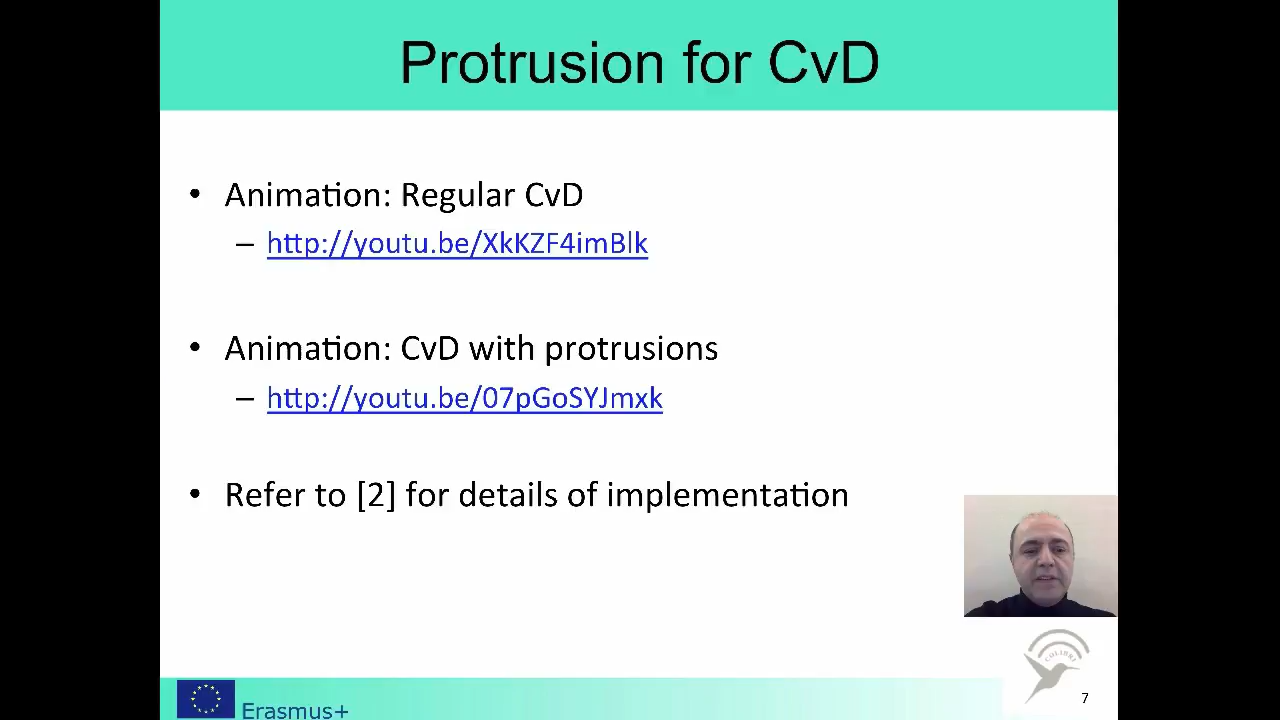 Protrusion for CvD
• Animation: Regular CvD
– http://youtu.be/XkKZF4imBlk
• Animation: CvD with protrusions
– http://youtu.be/07pGoSYJmxk
• Refer to [2] for details of implementation
COLIBRI
7
Erasmus+